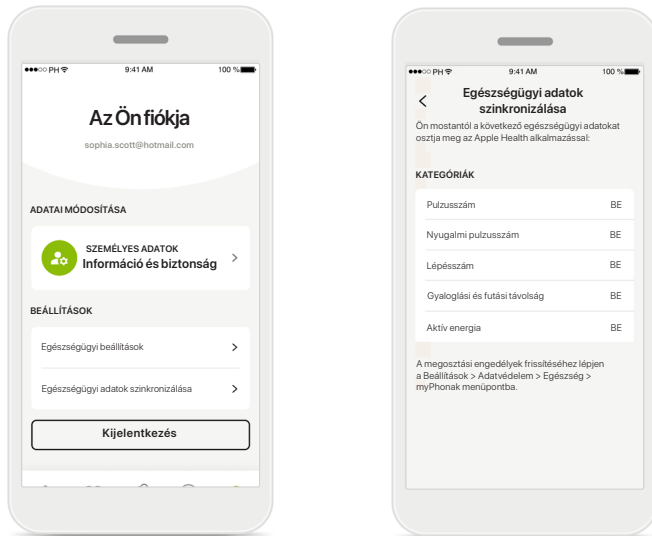 PH
9:41 AM
100 %
Az Ön fiókja
sophia.scott@hotmail.com
ADATAI MÓDOSÍTÁSA
SZEMÉLYES ADATOK
Információ és biztonság
BEÁLLÍTÁSOK
Egészségügyi beállítások
Egészségügyi adatok szinkronizálása
Kijelentkezés
PH
9:41 AM
100 %
Egészségügyi adatok
szinkronizálása
Ön mostantól a következő egészségügyi adatokat
osztja meg az Apple Health alkalmazással:
KATEGÓRIÁK
Pulzusszám BE
Nyugalmi pulzusszám BE
Lépésszám BE
Gyaloglási és futási távolság BE
Aktív energia BE
A megosztási engedélyek frissítéséhez lépjen
a Beállítások > Adatvédelem > Egészség >
myPhonak menüpontba.